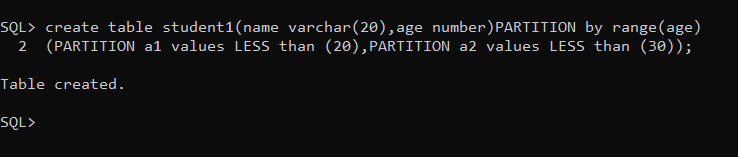 SQL> create table student1(name varchar(20),age number)PARTITION by range(age)
  2  (PARTITION a1 values LESS than (20),PARTITION a2 values LESS than (30));
Table created.
SQL>